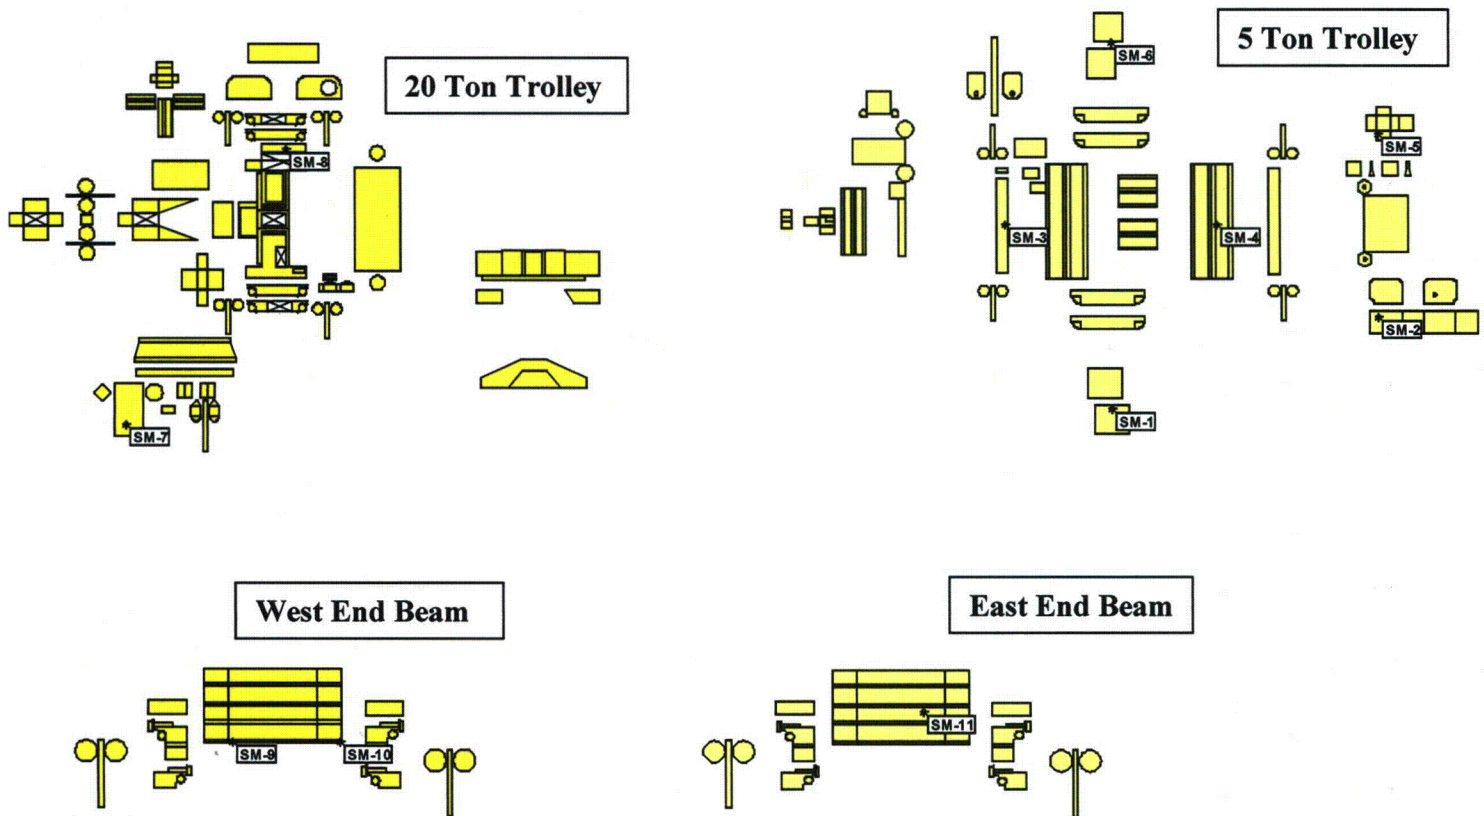 5 Ton Trolley
20 Ton Trolley
SM-6
SM-5
SM-8
SM-3
SM-4
SM-2
SM-1
SM-7
West End Beam
East End Beam
SM-9
SM-10
SM-11